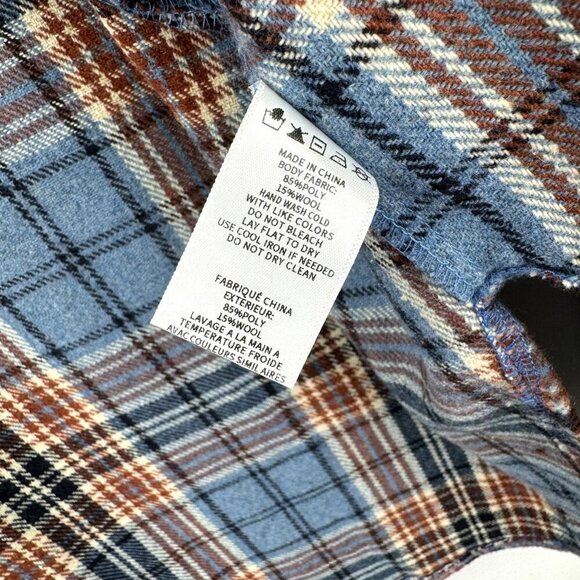 MADE IN CHINA
BODY FABRIC:
85%POLY
15%WOOL
HAND WASH COLD
WITH LIKE COLORS
DO NOT BLEACH
LAY FLAT TO DRY
USE COOL IRON IF NEEDED
DO NOT DRY CLEAN
FABRIQUÉ CHINA
EXTÉRIEUR:
85%POLY
15%WOOL
LAVAGE A LA MAIN A
TEMPERATURE FROIDE
AVAC COULEURS SIMILAIRES